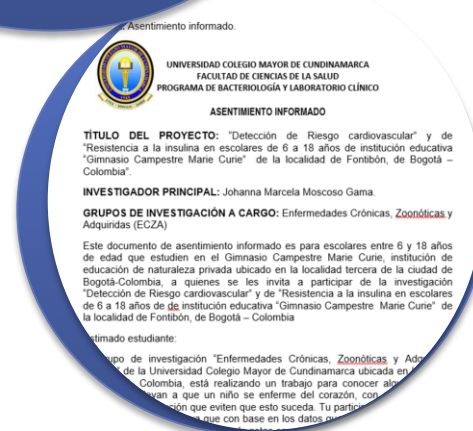 Asentimiento informado.
UNIVERSIDAD COLEGIO MAYOR DE CUNDINAMARCA
FACULTAD DE CIENCIAS DE LA SALUD
PROGRAMA DE BACTERIOLOGÍA Y LABORATORIO CLÍNICO
ASENTIMIENTO INFORMADO
TÍTULO DEL PROYECTO: "Detección de Riesgo cardiovascular" y de
"Resistencia a la insulina en escolares de 6 a 18 años de institución educativa
"Gimnasio Campestre Marie Curie" de la localidad de Fontibón, de Bogotá –
Colombia".
INVESTIGADOR PRINCIPAL: Johanna Marcela Moscoso Gama.
GRUPOS DE INVESTIGACIÓN A CARGO: Enfermedades Crónicas, Zoonóticas y
Adquiridas (ECZA)
Este documento de asentimiento informado es para escolares entre 6 y 18 años
de edad que estudien en el Gimnasio Campestre Marie Curie, institución de
educación de naturaleza privada ubicado en la localidad tercera de la ciudad de
Bogotá-Colombia, a quienes se les invita a participar de la investigación
"Detección de Riesgo cardiovascular" y de "Resistencia a la insulina en escolares
de 6 a 18 años de de institución educativa "Gimnasio Campestre Marie Curie" de
la localidad de Fontibón, de Bogotá – Colombia
estudiante:
de investigación "Enfermedades Crónicas, Zoonóticas y
de la Universidad Colegio Mayor de Cundinamarca ubicada en
Colombia, está realizando un trabajo para conocer
a que un niño se enferme del corazón, con
que eviten que esto suceda. Tu
que con base en los datos